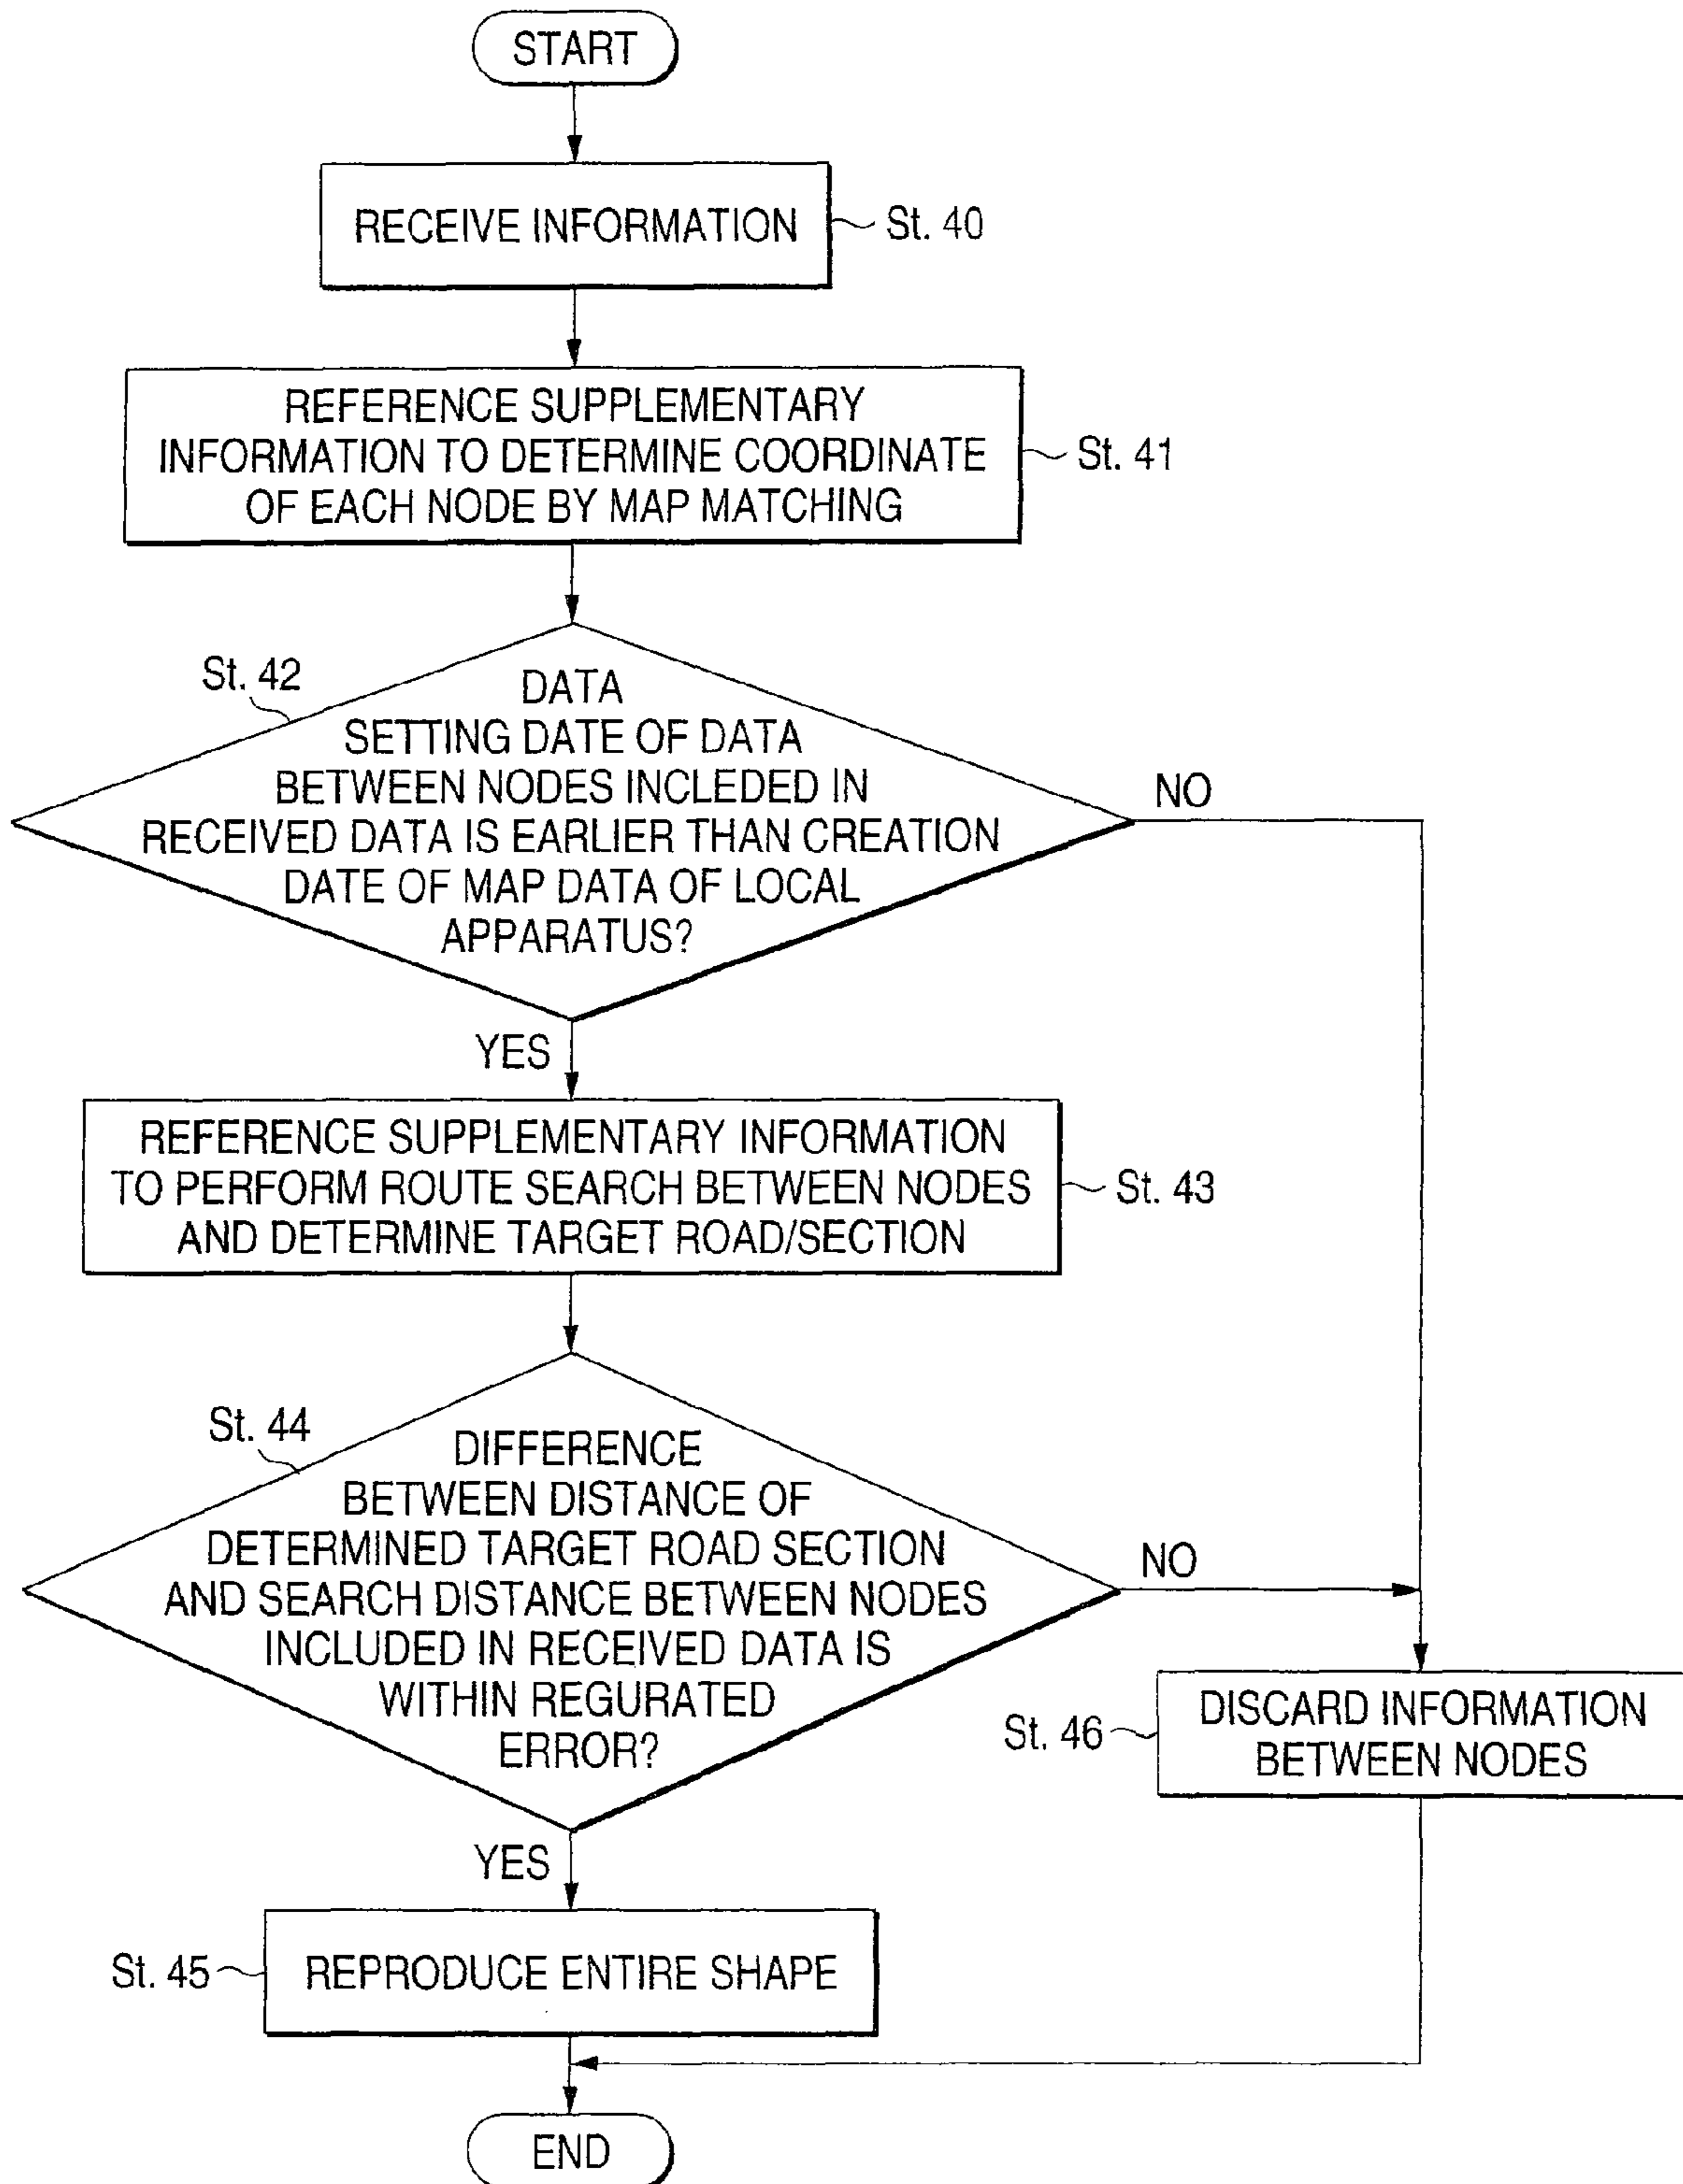 START
RECEIVE INFORMATION
St. 40
REFERENCE SUPPLEMENTARY
INFORMATION TO DETERMINE COORDINATE
OF EACH NODE BY MAP MATCHING
St. 41
St. 42
DATA
SETTING DATE OF DATA
BETWEEN NODES INCLEDED IN
RECEIVED DATA IS EARLIER THAN CREATION
DATE OF MAP DATA OF LOCAL
APPARATUS?
NO
YES
REFERENCE SUPPLEMENTARY INFORMATION
TO PERFORM ROUTE SEARCH BETWEEN NODES
AND DETERMINE TARGET ROAD/SECTION
St. 43
St. 44
DIFFERENCE
BETWEEN DISTANCE OF
DETERMINED TARGET ROAD SECTION
AND SEARCH DISTANCE BETWEEN NODES
INCLUDED IN RECEIVED DATA IS
WITHIN REGURATED
ERROR?
NO
YES
St. 46
DISCARD INFORMATION
BETWEEN NODES
St. 45
REPRODUCE ENTIRE SHAPE
END